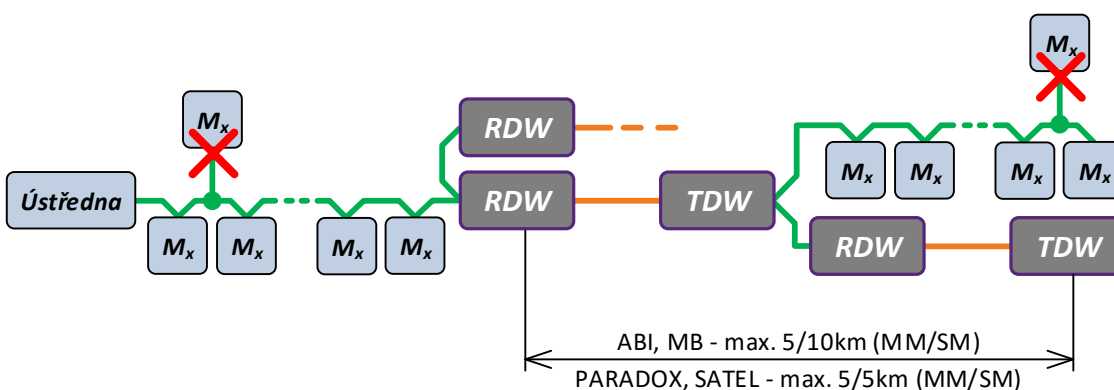 Mx
Mx
RDW
Ústředna
RDW
TDW
Mx
Mx
Mx
Mx
Mx
Mx
Mx
Mx
RDW
TDW
ABI, MB - max. 5/10km (MM/SM)
PARADOX, SATEL - max. 5/5km (MM/SM)